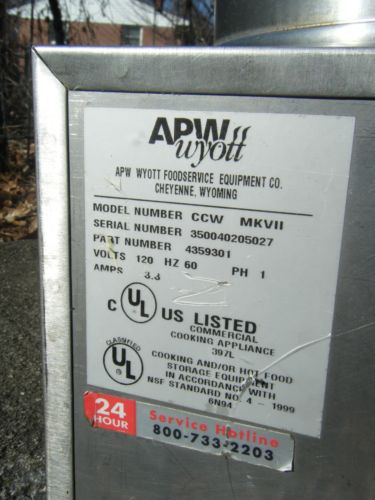 APW
wyott
APW WYOTT FOODSERVICE EQUIPMENT CO.
CHEYENNE, WYOMING
MODEL NUMBER CCW MKVII
SERIAL NUMBER 350040205027
PART NUMBER 4359301
VOLTS 120 HZ 60 PH 1
AMPS 3.3
C UL US LISTED
COMMERCIAL
COOKING APPLIANCE
397L
CLASSIFIED
UL
COOKING AND/OR HOT FOOD
STORAGE EQUIPMENT
IN ACCORDANCE WITH
NSF STANDARD NO. 4 - 1999
6N94
24
HOUR
Service Hotline
800-733-2203